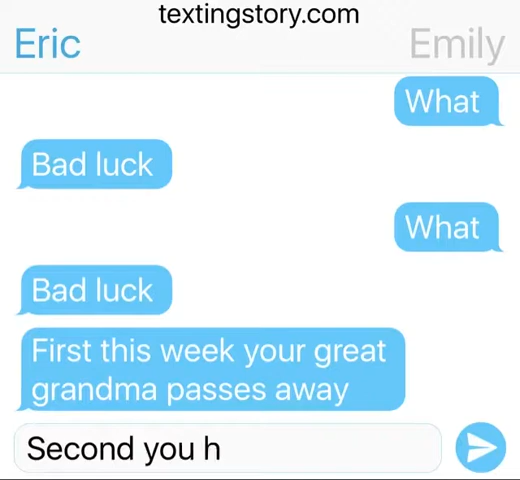 textingstory.com
Eric
Emily
What
Bad luck
What
Bad luck
First this week your great
grandma passes away
Second you h